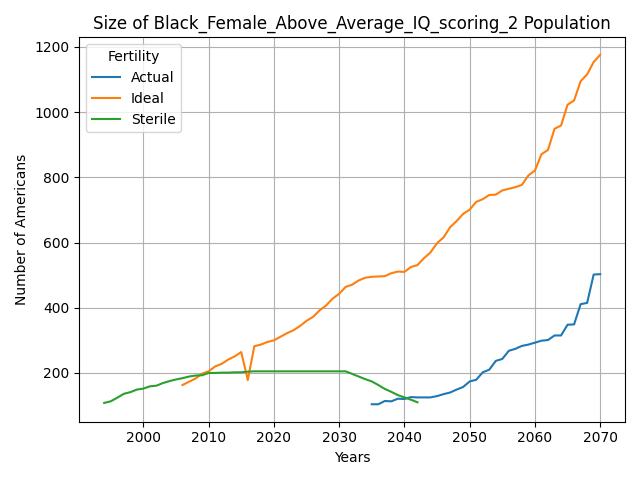 Size of Black_Female_Above_Average_IQ_scoring_2 Population
Fertility
Actual
Ideal
Sterile
1200
1000
800
600
400
200
Number of Americans
2000
2010
2020
2030
2040
2050
2060
2070
Years